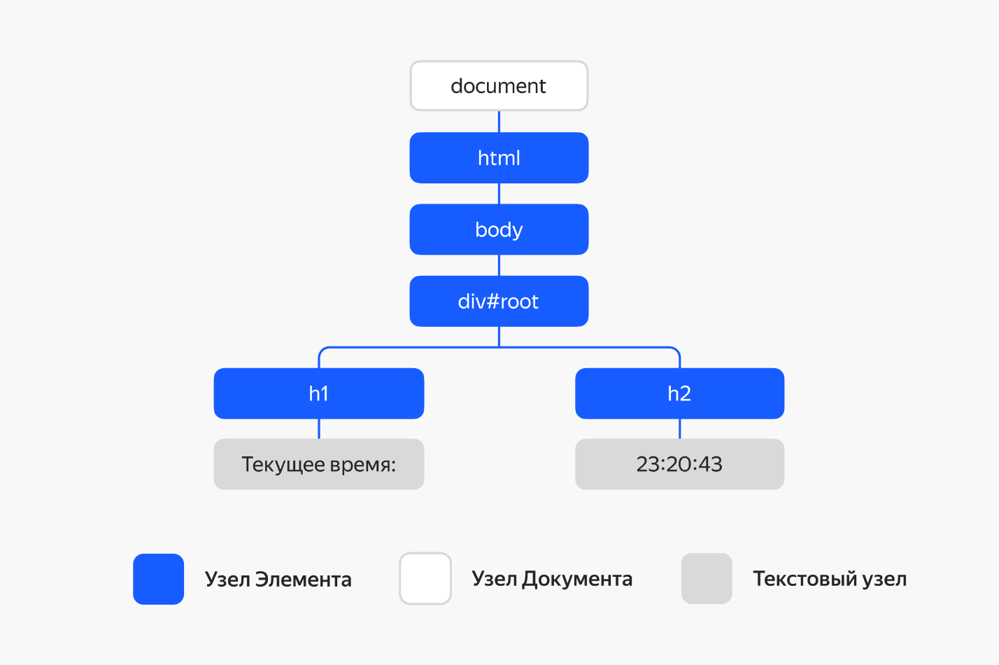 document
html
body
div#root
h1
h2
Текущее время:
23:20:43
Узел Элемента
Узел Документа
Текстовый узел